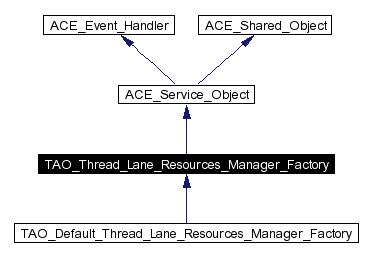 ACE_Event_Handler ACE_Shared_Object
ACE_Service_Object
TAO_Thread_Lane_Resources_Manager_Factory
TAO_Default_Thread_Lane_Resources_Manager_Factory